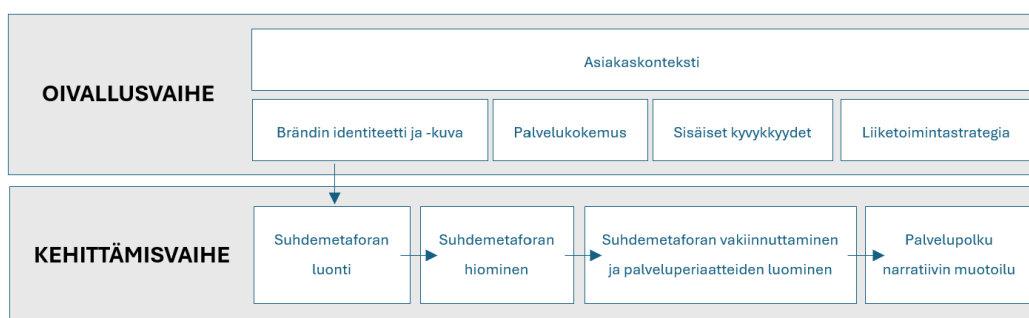 OIVALLUSVAIHE
Asiakaskonteksti
Brändin identiteetti ja -kuva
Palvelukokemus
Sisäiset kyvykkyydet
Liiketoimintastrategia
KEHITTÄMISVAIHE
Suhdemetaforan
luonti
Suhdemetaforan
hiominen
Suhdemetaforan vakiinnuttaminen
ja palveluperiaatteiden luominen
Palvelupolku
narratiivin muotoilu